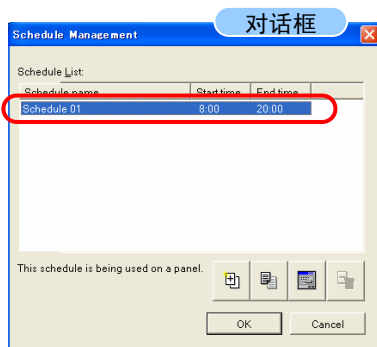 对话框
Schedule Management
Schedule List:
Schedule name Start time End time
Schedule 01 8:00 20:00
This schedule is being used on a panel.
OK Cancel